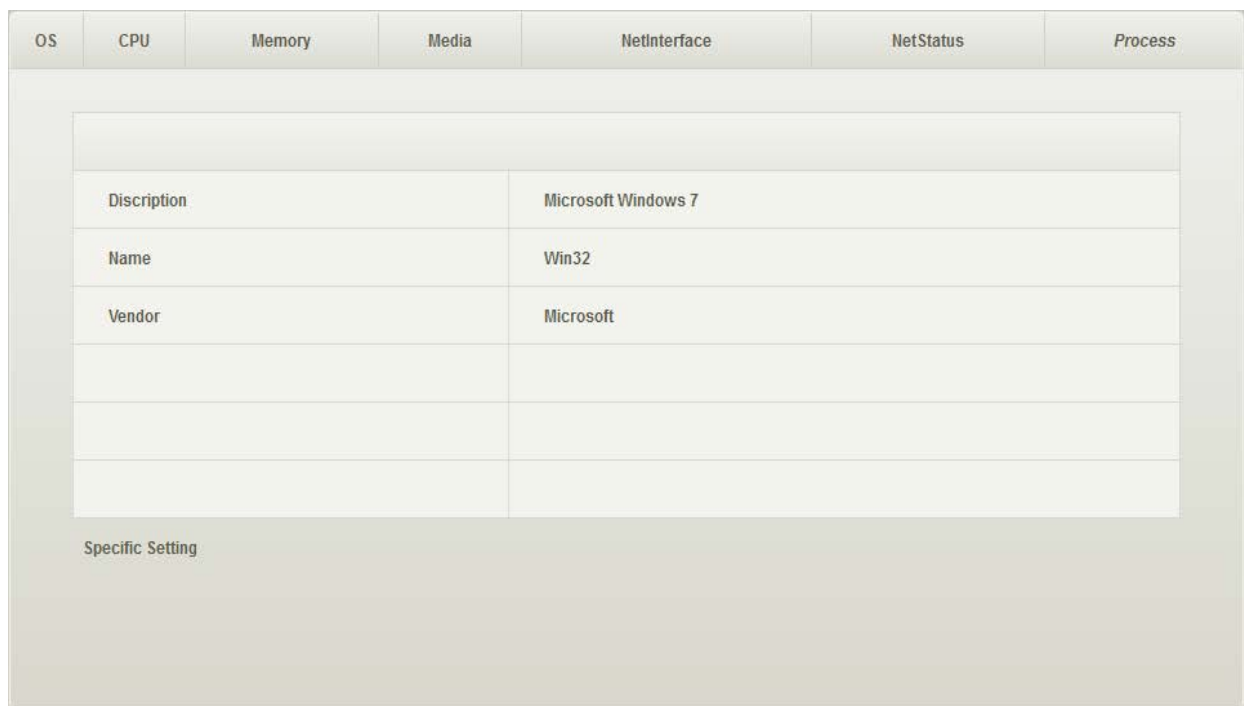 OS CPU Memory Media NetInterface NetStatus Process
Discription Microsoft Windows 7
Name Win32
Vendor Microsoft
Specific Setting